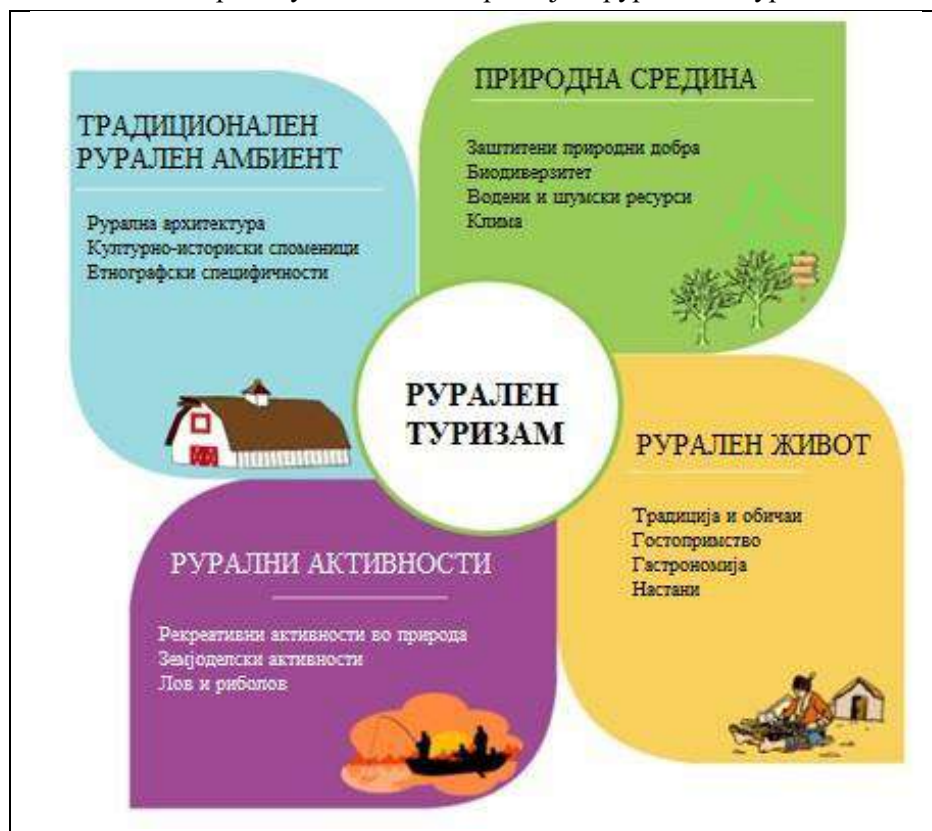 ТРАДИЦИОНАЛЕН
РУРАЛЕН АМБИЕНТ
Рурална архитектура
Културно-историски споменици
Етнографски специфичности
ПРИРОДНА СРЕДИНА
Заштитени природни добра
Биодиверзитет
Водени и шумски ресурси
Клима
РУРАЛЕН
ТУРИЗАМ
РУРАЛНИ АКТИВНОСТИ
Рекреативни активности во природа
Земјоделски активности
Лов и риболов
РУРАЛЕН ЖИВОТ
Традиција и обичаи
Гостопримство
Гастрономија
Настани